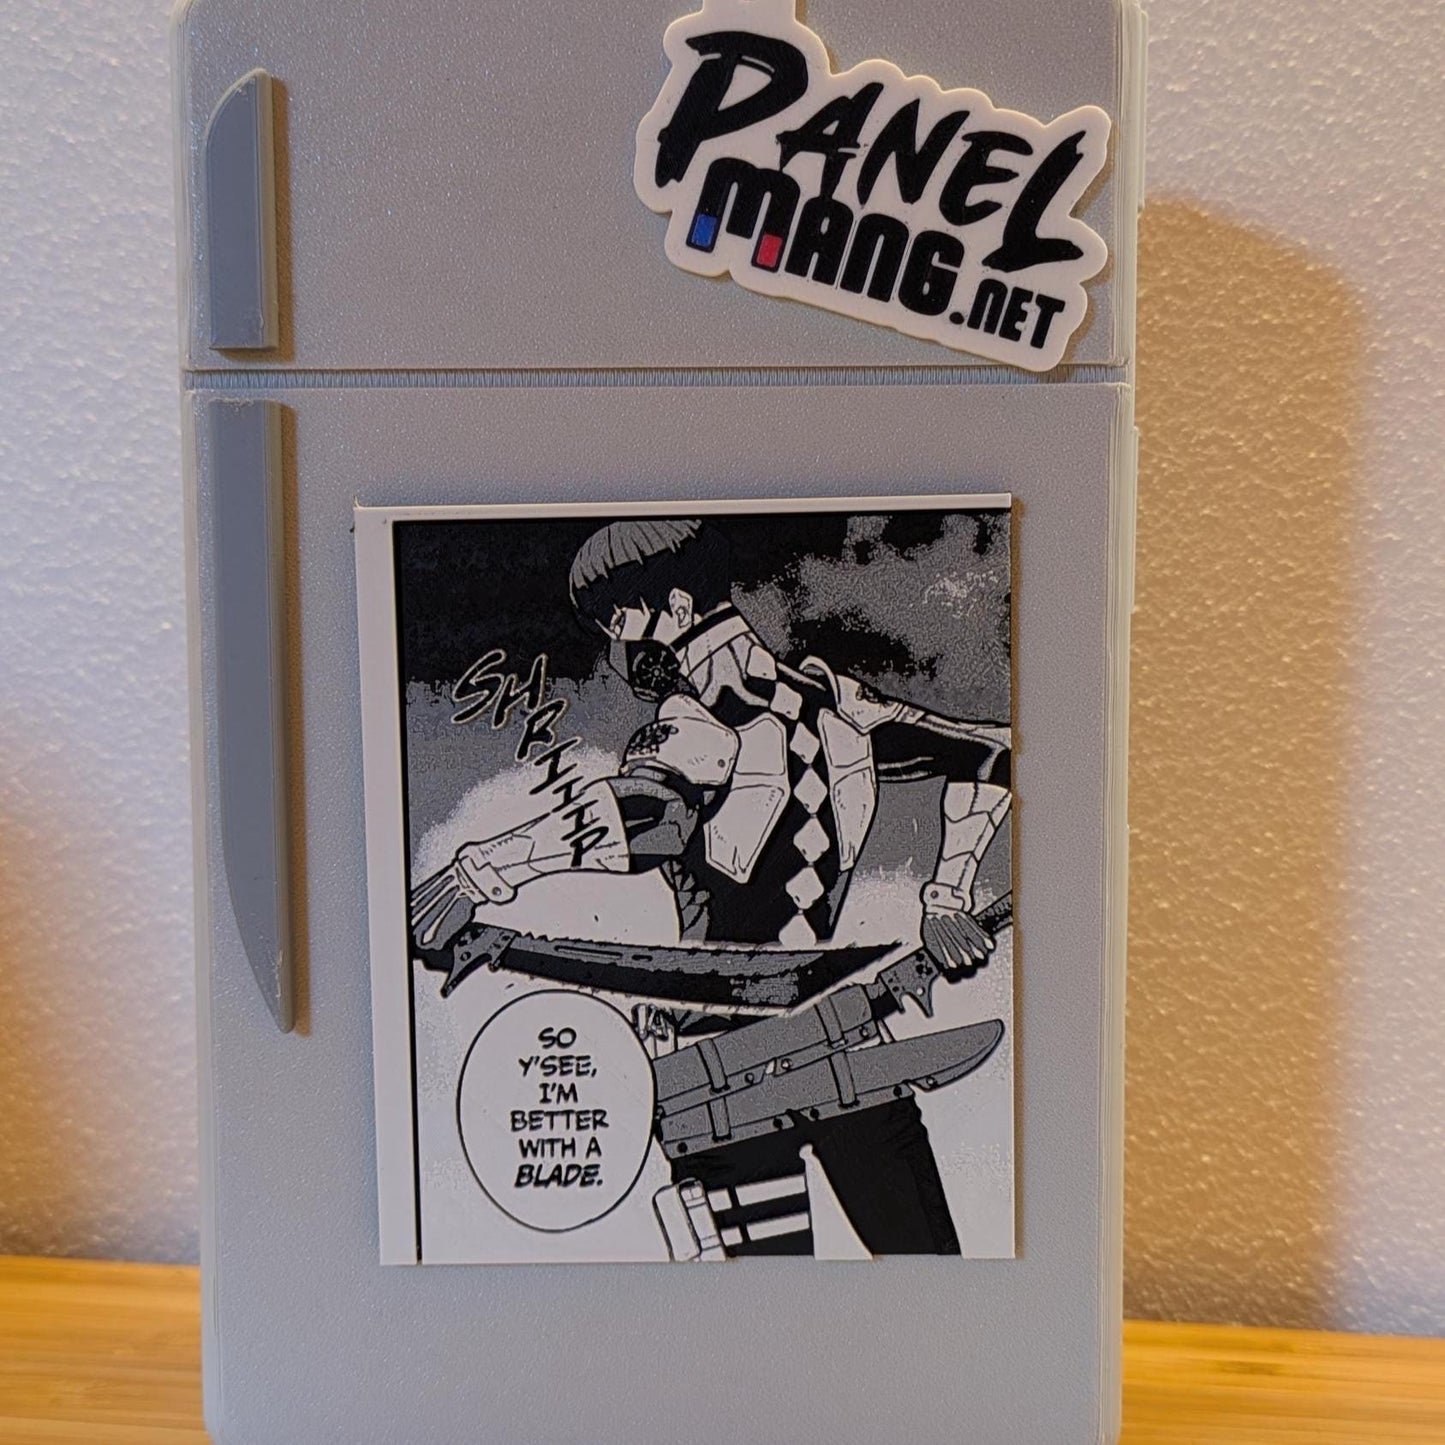 PANEL
MANG.NET
SHRIIIP
SO
Y'SEE,
I'M
BETTER
WITH A
BLADE.